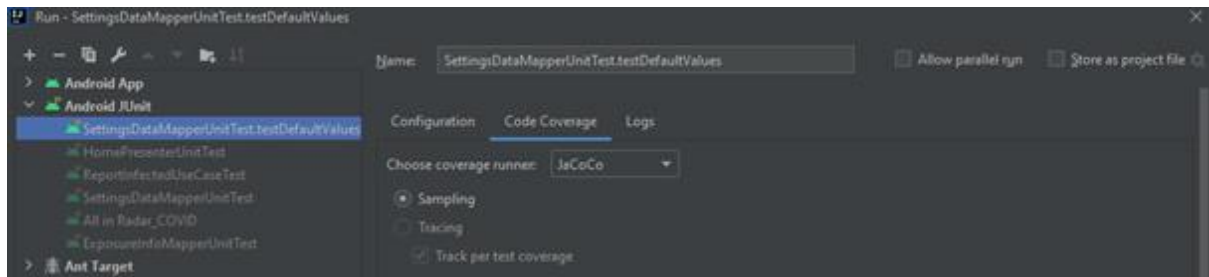 Run - SettingsDataMapperUnitTest.testDefaultValues
Name: SettingsDataMapperUnitTest.testDefaultValues
Allow parallel run
Store as project file
Android App
Android JUnit
SettingsDataMapperUnitTest.testDefaultValues
HomePresenterUnitTest
ReportInfectedUseCaseTest
SettingsDataMapperUnitTest
All in Radar_COVID
ExposureInfoMapperUnitTest
Ant Target
Configuration Code Coverage Logs
Choose coverage runner: JaCoCo
Sampling
Tracing
Track per test coverage